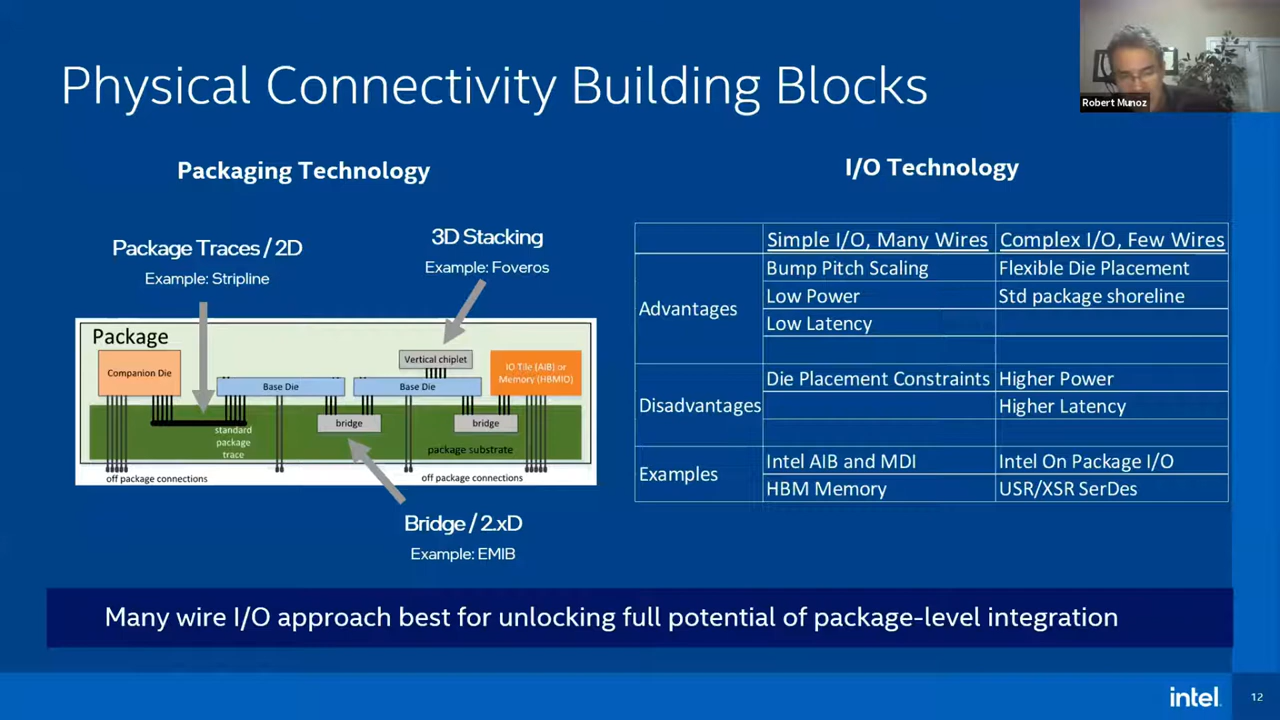 Physical Connectivity Building Blocks
Robert Munoz
Packaging Technology
Package Traces / 2D
Example: Stripline
3D Stacking
Example: Foveros
Package
Companion Die
Base Die
Vertical chiplet
Base Die
IO Tile (AIB) or
Memory (HBMIO)
standard
package
trace
bridge
bridge
package substrate
off package connections
off package connections
Bridge / 2.xD
Example: EMIB
I/O Technology
Simple I/O, Many Wires Complex I/O, Few Wires
Advantages
Bump Pitch Scaling Flexible Die Placement
Low Power Std package shoreline
Low Latency
Disadvantages
Die Placement Constraints Higher Power
Higher Latency
Examples
Intel AIB and MDI Intel On Package I/O
HBM Memory USR/XSR SerDes
Many wire I/O approach best for unlocking full potential of package-level integration
intel.
12